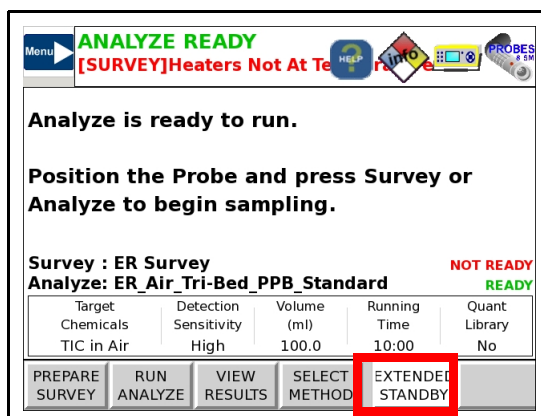 Menu
ANALYZE READY
[SURVEY]Heaters Not At Te
HELP
info
PROBES
Analyze is ready to run.
Position the Probe and press Survey or
Analyze to begin sampling.
Survey : ER Survey
NOT READY
Analyze: ER_Air_Tri-Bed_PPB_Standard
READY
Target Chemicals
Detection Sensitivity
Volume (ml)
Running Time
Quant Library
TIC in Air
High
100.0
10:00
No
PREPARE SURVEY
RUN ANALYZE
VIEW RESULTS
SELECT METHOD
EXTENDED STANDBY